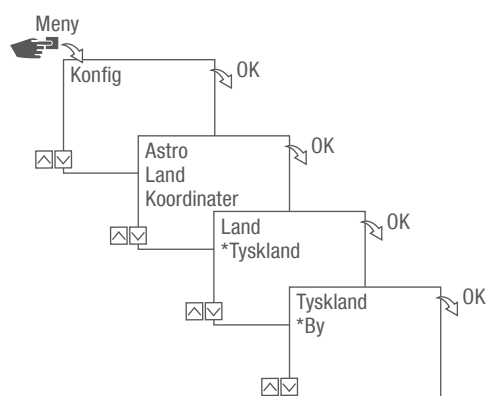 Meny
Konfig
OK
Astro
Land
Koordinater
OK
Land
*Tyskland
OK
Tyskland
*By
OK